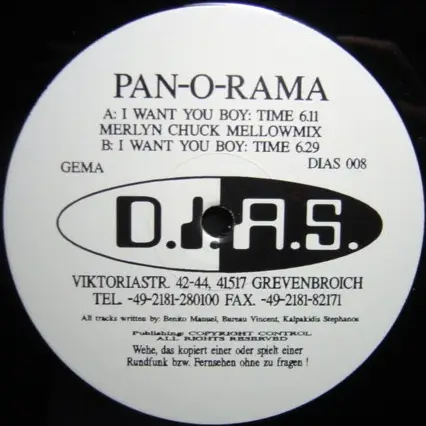 PAN-O-RAMA
A: I WANT YOU BOY: TIME 6.11
MERLYN CHUCK MELLOWMIX
B: I WANT YOU BOY: TIME 6.29
GEMA DIAS 008
D.I.A.S.
VIKTORIASTR. 42-44, 41517 GREVENBROICH
TEL. -49-2181-280100 FAX. -49-2181-82171
All tracks written by: Benito Manuel, Bureau Vincent, Kalpakidis Stephanos
Publishing: COPYRIGHT CONTROL
ALL RIGHTS RESERVED
Wehe, das kopiert einer oder spielt einer
Rundfunk bzw. Fernsehen ohne zu fragen !